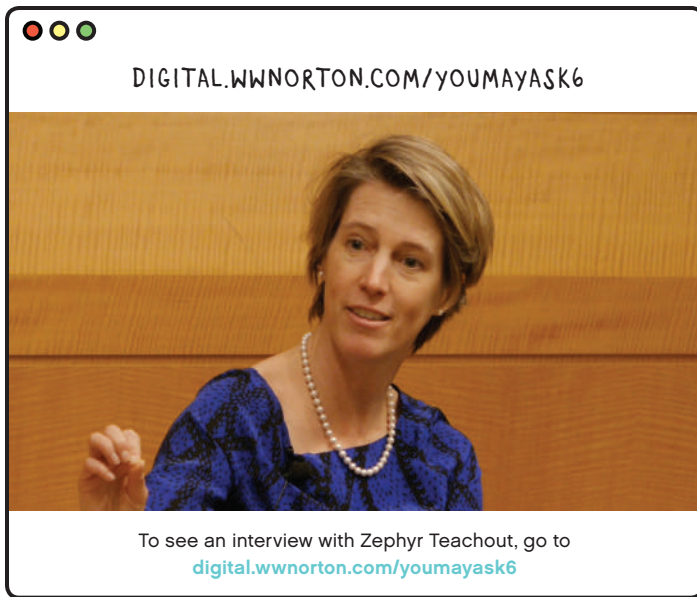 DIGITAL.WWNORTON.COM/YOUMAYASK6
To see an interview with Zephyr Teachout, go to
digital.wwnorton.com/youmayask6